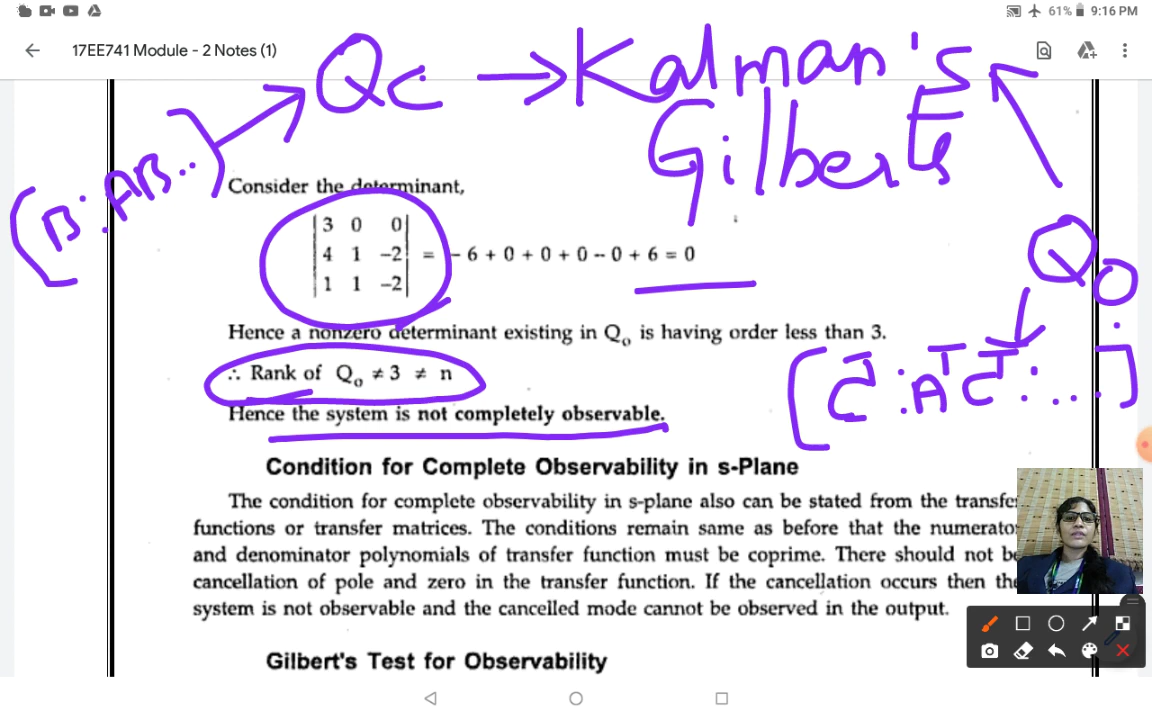 61% 9:16 PM
17EE741 Module - 2 Notes (1)
Qc → Kalman's
Gilbert's
[B:AB..]
Consider the determinant,
|3 0 0|
|4 1 -2| = - 6 + 0 + 0 + 0 -- 0 + 6 = 0
|1 1 -2|
Qo
Hence a nonzero determinant existing in Qo is having order less than 3.
∴ Rank of Qo ≠ 3 ≠ n
[Cᵀ:AᵀCᵀ:...]
Hence the system is not completely observable.
Condition for Complete Observability in s-Plane
The condition for complete observability in s-plane also can be stated from the transfe
functions or transfer matrices. The conditions remain same as before that the numerato
and denominator polynomials of transfer function must be coprime. There should not be
cancellation of pole and zero in the transfer function. If the cancellation occurs then the
system is not observable and the cancelled mode cannot be observed in the output.
Gilbert's Test for Observability